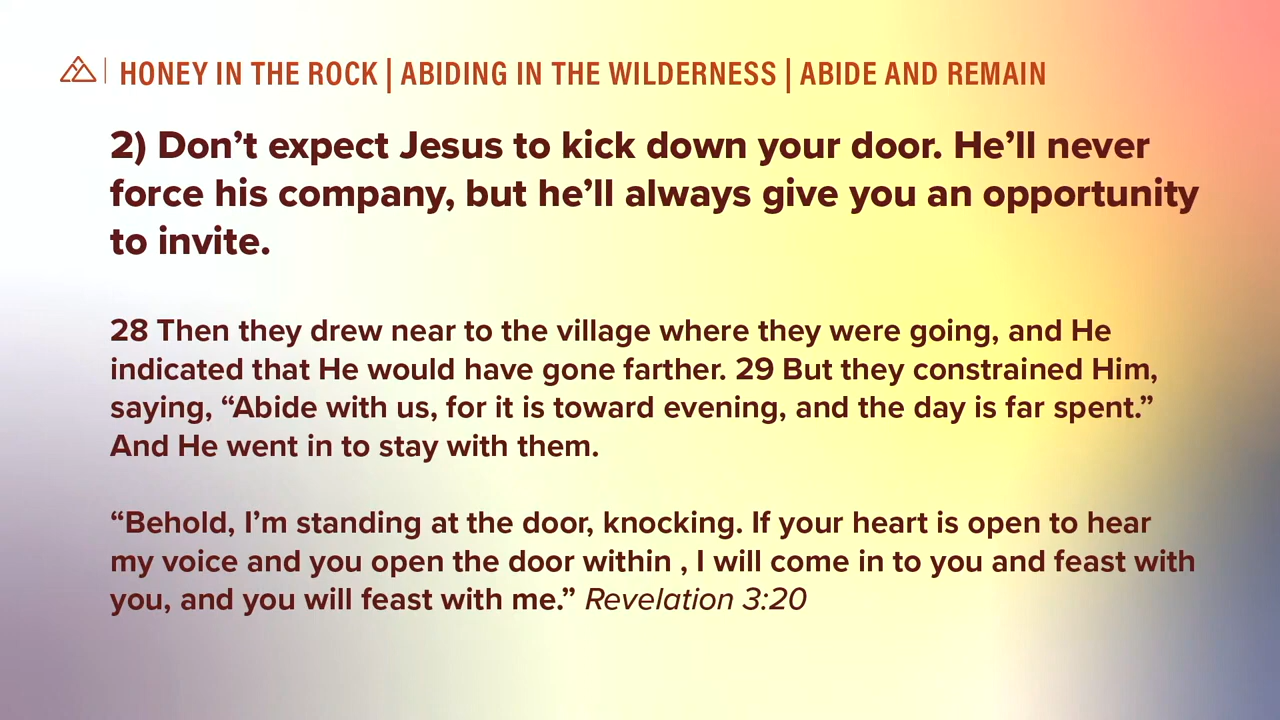 HONEY IN THE ROCK | ABIDING IN THE WILDERNESS | ABIDE AND REMAIN
2) Don’t expect Jesus to kick down your door. He’ll never
force his company, but he’ll always give you an opportunity
to invite.
28 Then they drew near to the village where they were going, and He
indicated that He would have gone farther. 29 But they constrained Him,
saying, “Abide with us, for it is toward evening, and the day is far spent.”
And He went in to stay with them.
“Behold, I’m standing at the door, knocking. If your heart is open to hear
my voice and you open the door within , I will come in to you and feast with
you, and you will feast with me.” Revelation 3:20